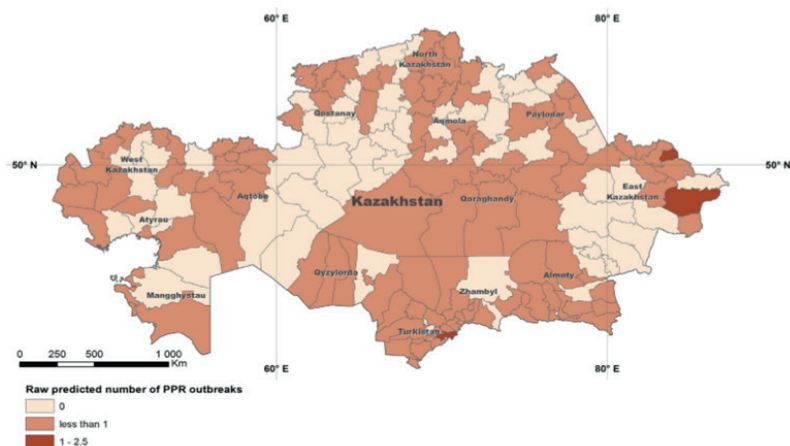 60° E
80° E
North
Kazakhstan
Qostanay
Aqmola
Pavlodar
50° N
50° N
West
Kazakhstan
Aqtobe
East
Kazakhstan
Kazakhstan
Qaraghandy
Atyrau
Qyzylorda
Almaty
Zhambyl
Mangghystau
Turkistan
0 250 500 1 000
Km
60° E
80° E
Raw predicted number of PPR outbreaks
0
less than 1
1 - 2.5